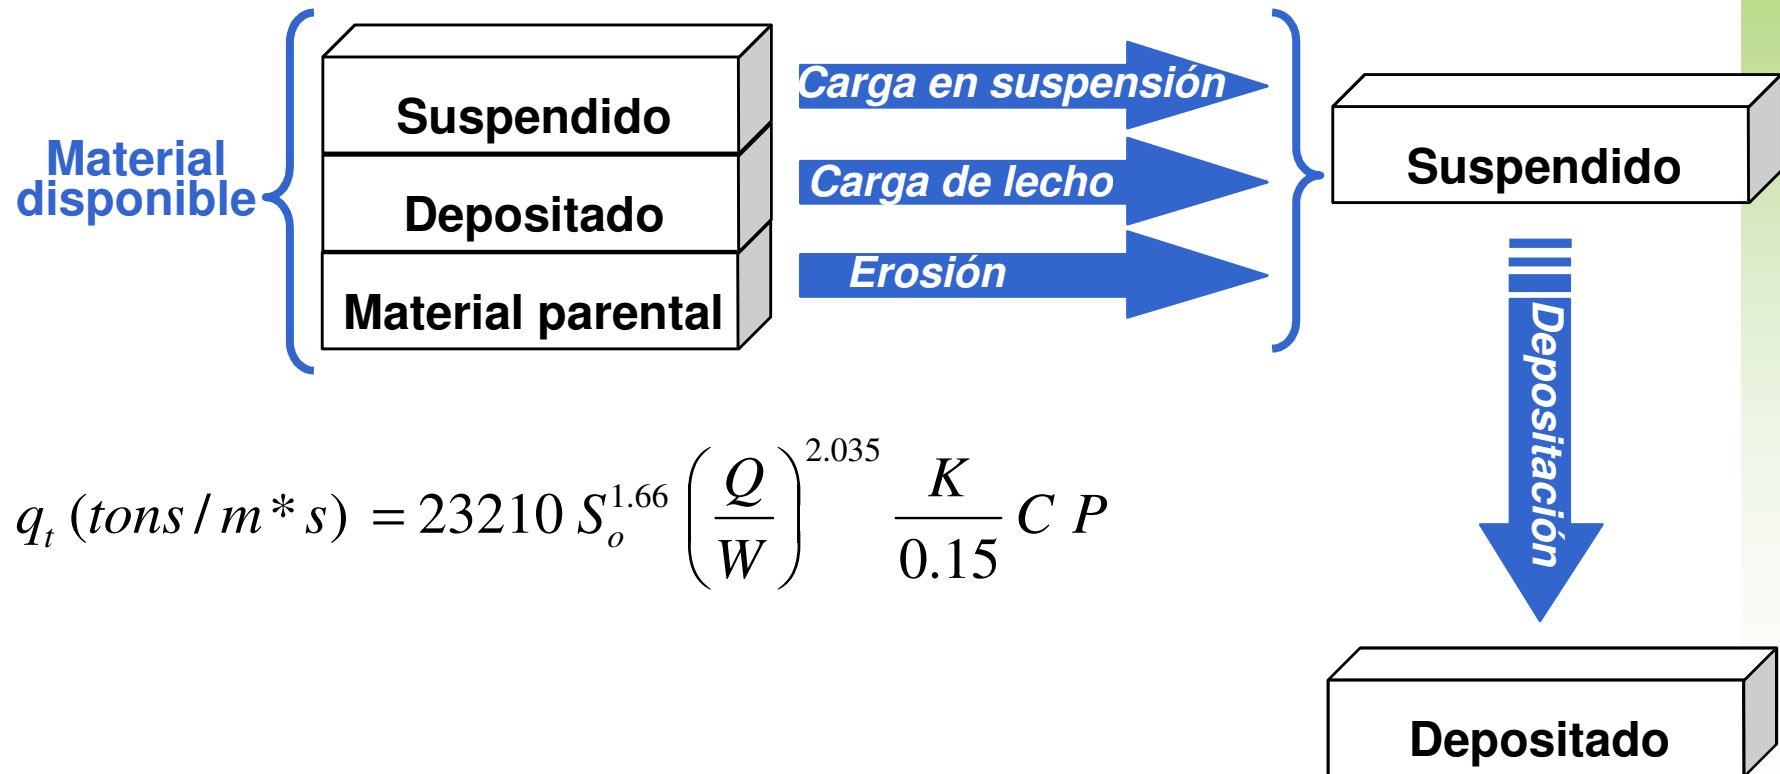 Material
disponible
Suspendido
Depositado
Material parental
Carga en suspensión
Carga de lecho
Erosión
Suspendido
Depositación
Depositado
q_t (tons / m * s) = 23210 S_o^{1.66} (Q/W)^{2.035} K/0.15 C P